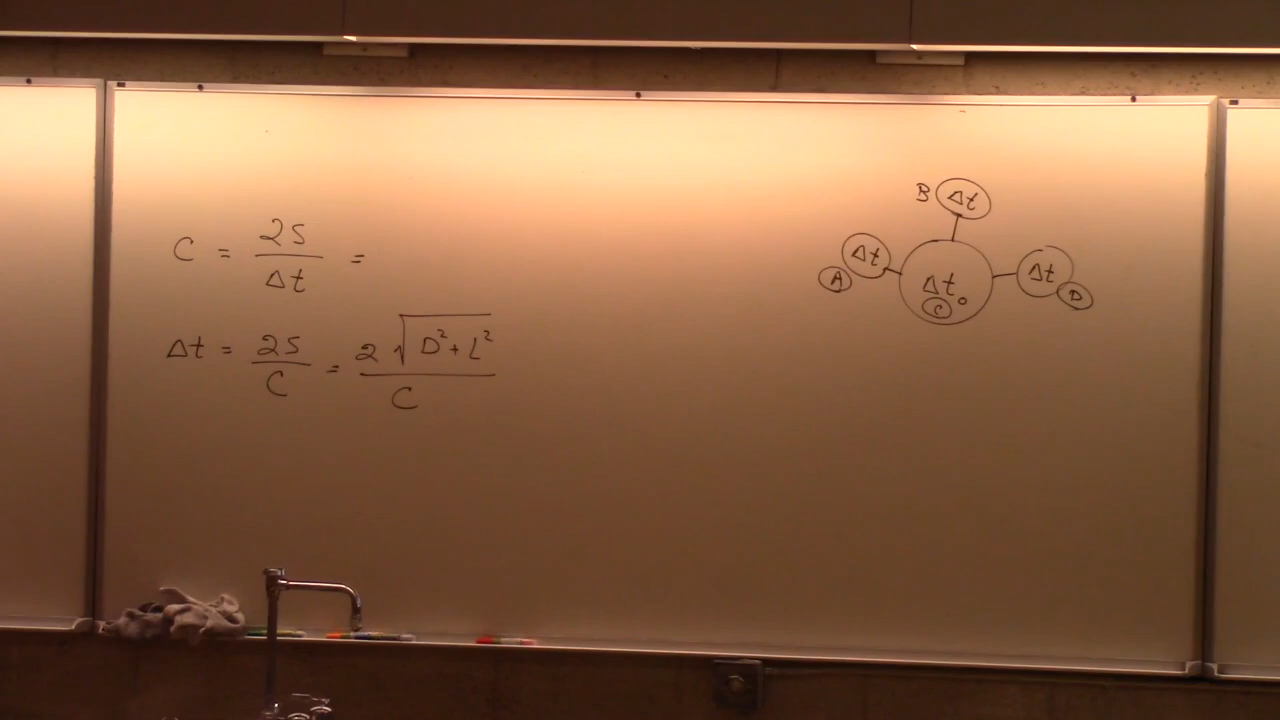 C = 2S / Δt =
Δt = 2S / C = 2 √(D² + L²) / C
B Δt
Δt
A
Δt₀
C
Δt
D